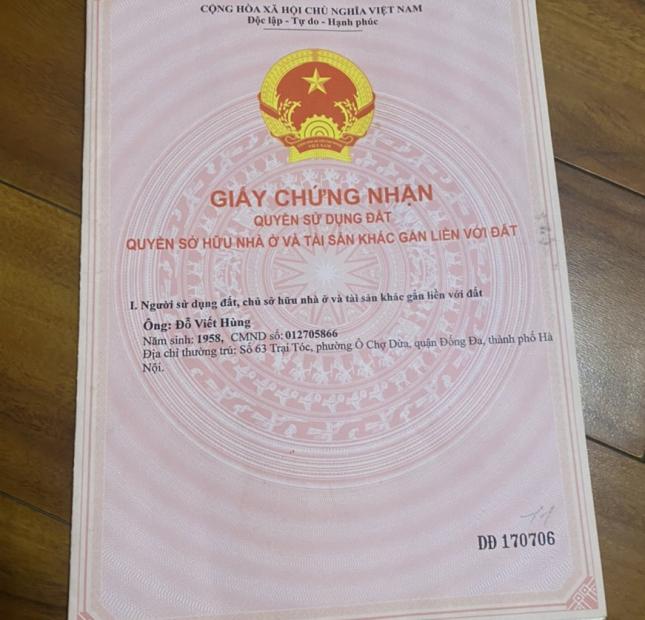 CỘNG HÒA XÃ HỘI CHỦ NGHĨA VIỆT NAM
Độc lập - Tự do - Hạnh phúc
GIẤY CHỨNG NHẬN
QUYỀN SỬ DỤNG ĐẤT
QUYỀN SỞ HỮU NHÀ Ở VÀ TÀI SẢN KHÁC GẮN LIỀN VỚI ĐẤT
I. Người sử dụng đất, chủ sở hữu nhà ở và tài sản khác gắn liền với đất
Ông: Đỗ Viết Hùng
Năm sinh: 1958, CMND số: 012705866
Địa chỉ thường trú: Số 63 Trại Tóc, phường Ô Chợ Dừa, quận Đống Đa, thành phố Hà
Nội.
DĐ 170706